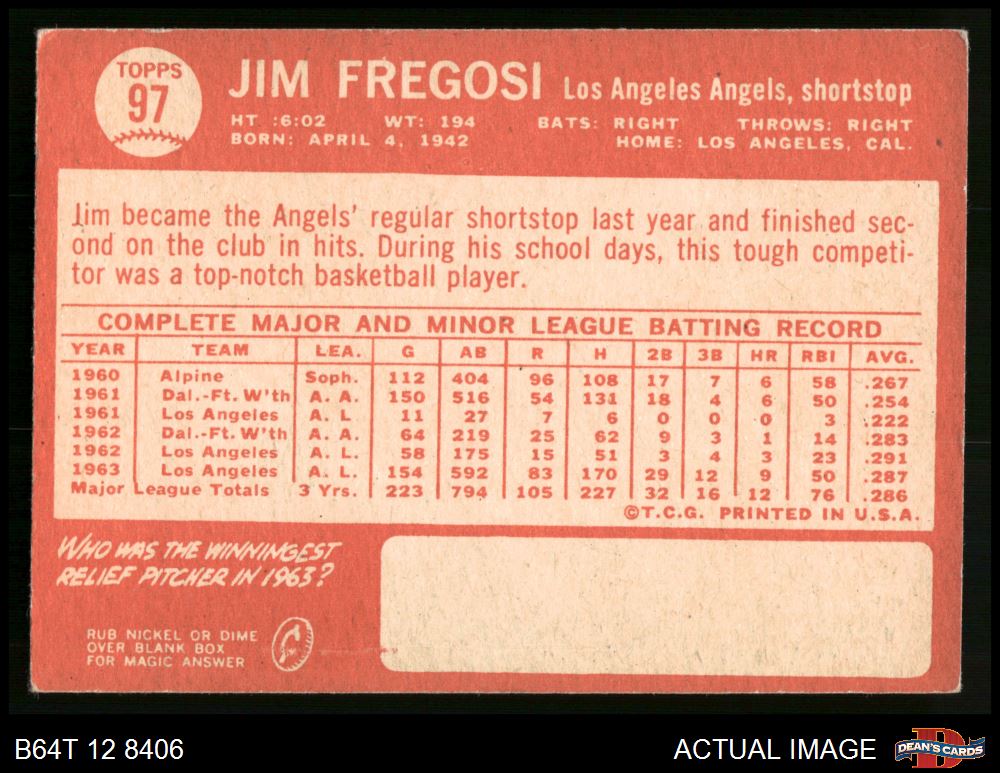 TOPPS
97
JIM FREGOSI Los Angeles Angels, shortstop
HT :6:02 WT: 194 BATS: RIGHT THROWS: RIGHT
BORN: APRIL 4, 1942 HOME: LOS ANGELES, CAL.
Jim became the Angels' regular shortstop last year and finished sec-
ond on the club in hits. During his school days, this tough competi-
tor was a top-notch basketball player.
COMPLETE MAJOR AND MINOR LEAGUE BATTING RECORD
YEAR TEAM LEA. G AB R H 2B 3B HR RBI AVG.
1960 Alpine Soph. 112 404 96 108 17 7 6 58 .267
1961 Dal.-Ft. W'th A. A. 150 516 54 131 18 4 6 50 .254
1961 Los Angeles A. L 11 27 7 6 0 0 0 3 .222
1962 Dal.-Ft. W'th A. A. 64 219 25 62 9 3 1 14 .283
1962 Los Angeles A. L. 58 175 15 51 3 4 3 23 .291
1963 Los Angeles A. L. 154 592 83 170 29 12 9 50 .287
Major League Totals 3 Yrs. 223 794 105 227 32 16 12 76 .286
©T.C.G. PRINTED IN U.S.A.
WHO WAS THE WINNINGEST
RELIEF PITCHER IN 1963?
RUB NICKEL OR DIME
OVER BLANK BOX
FOR MAGIC ANSWER
B64T 12 8406
ACTUAL IMAGE
DEAN'S CARDS